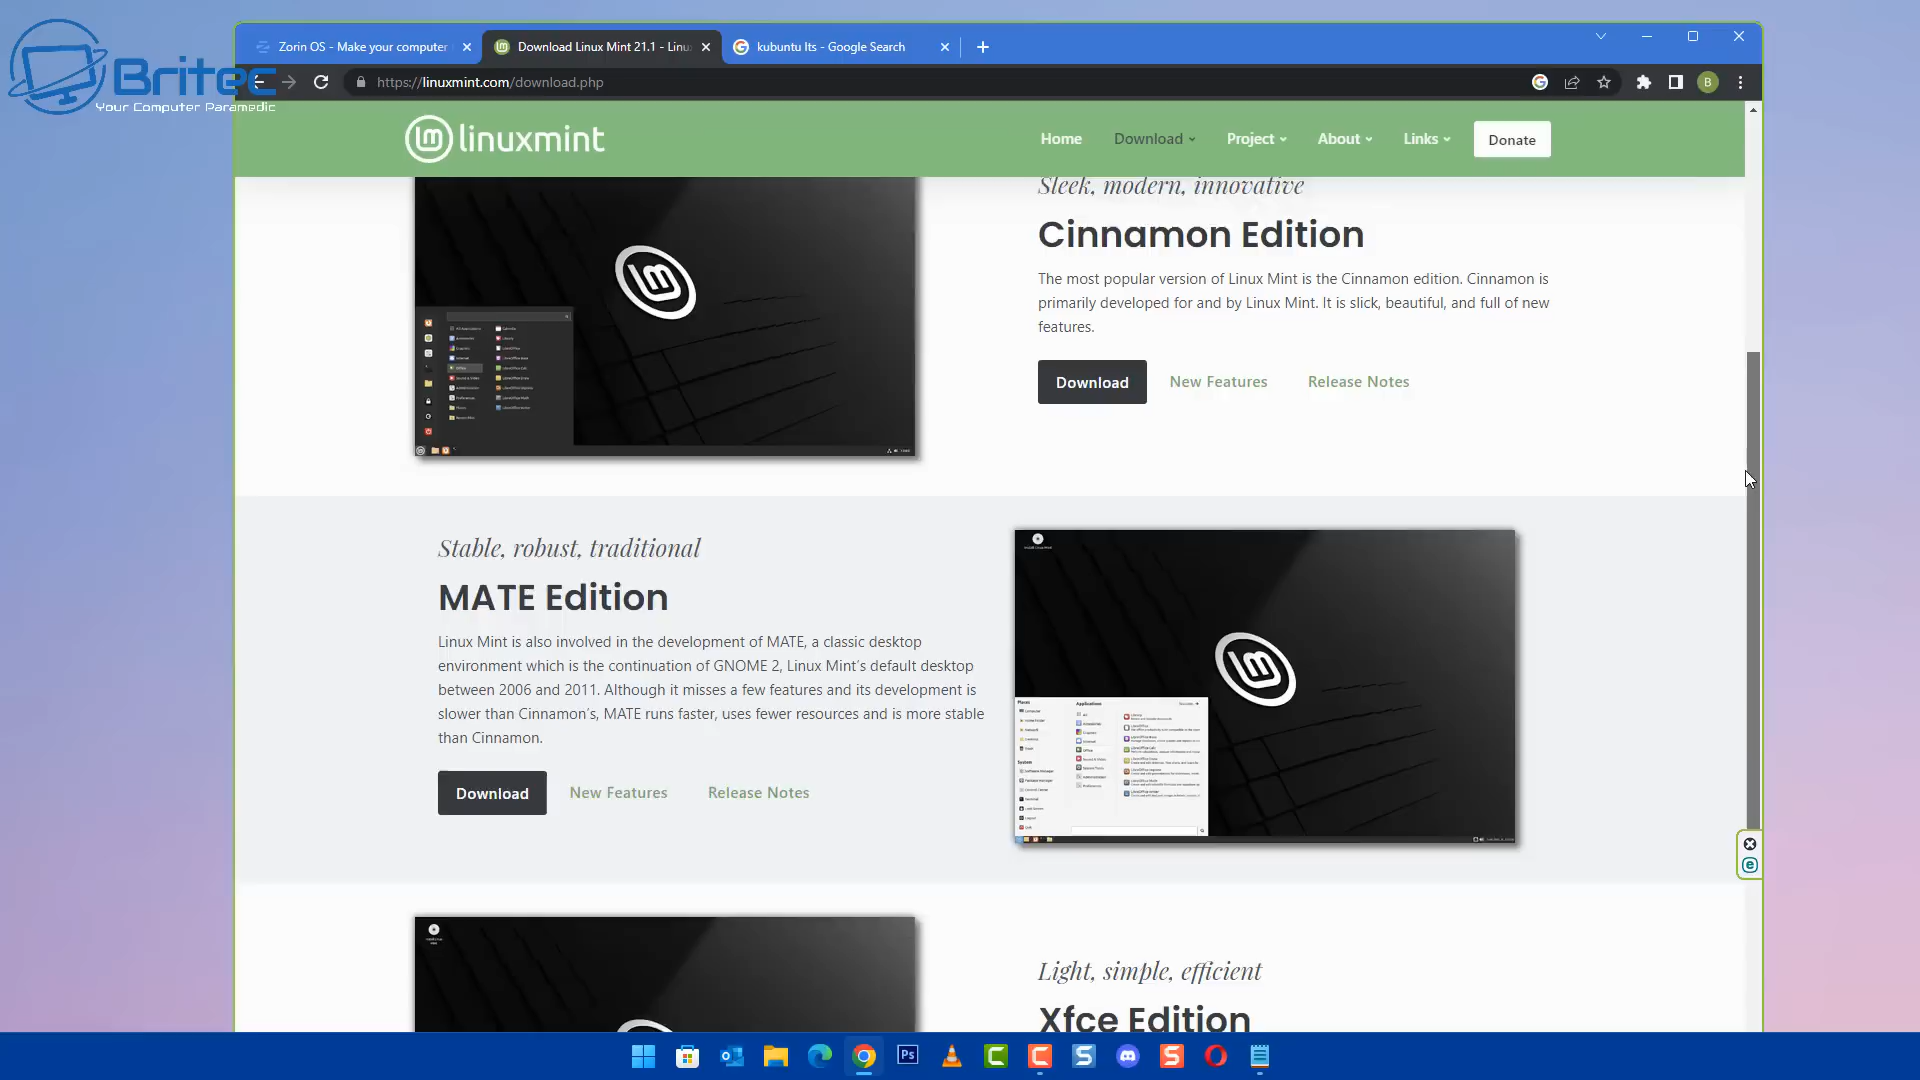 Britec
Your Computer Paramedic
Zorin OS - Make your computer
Download Linux Mint 21.1 - Linu
kubuntu lts - Google Search
https://linuxmint.com/download.php
B
linuxmint
Home
Download
Project
About
Links
Donate
Sleek, modern, innovative
Cinnamon Edition
The most popular version of Linux Mint is the Cinnamon edition. Cinnamon is
primarily developed for and by Linux Mint. It is slick, beautiful, and full of new
features.
Download
New Features
Release Notes
Stable, robust, traditional
MATE Edition
Linux Mint is also involved in the development of MATE, a classic desktop
environment which is the continuation of GNOME 2, Linux Mint's default desktop
between 2006 and 2011. Although it misses a few features and its development is
slower than Cinnamon's, MATE runs faster, uses fewer resources and is more stable
than Cinnamon.
Download
New Features
Release Notes
Light, simple, efficient
Xfce Edition
Ps